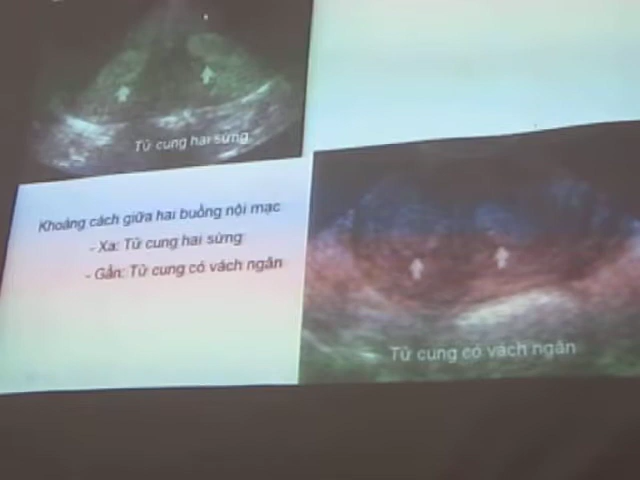 Tử cung hai sừng
Khoảng cách giữa hai buồng nội mạc
- Xa: Tử cung hai sừng
- Gần: Tử cung có vách ngăn
Tử cung có vách ngăn